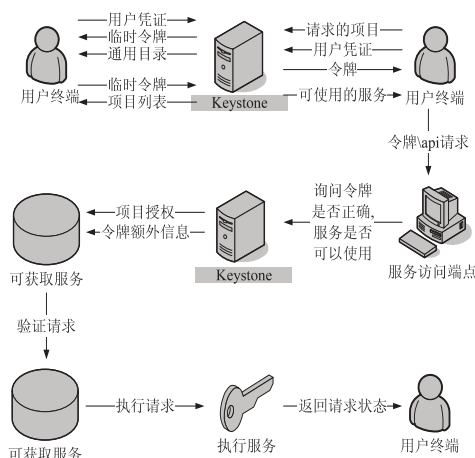 用户凭证
临时令牌
通用目录
临时令牌
项目列表
用户终端
Keystone
请求的项目
用户凭证
令牌
可使用的服务
用户终端
令牌\api请求
项目授权
令牌额外信息
可获取服务
Keystone
询问令牌
是否正确,
服务是否
可以使用
服务访问端点
验证请求
执行请求
返回请求状态
可获取服务
执行服务
用户终端